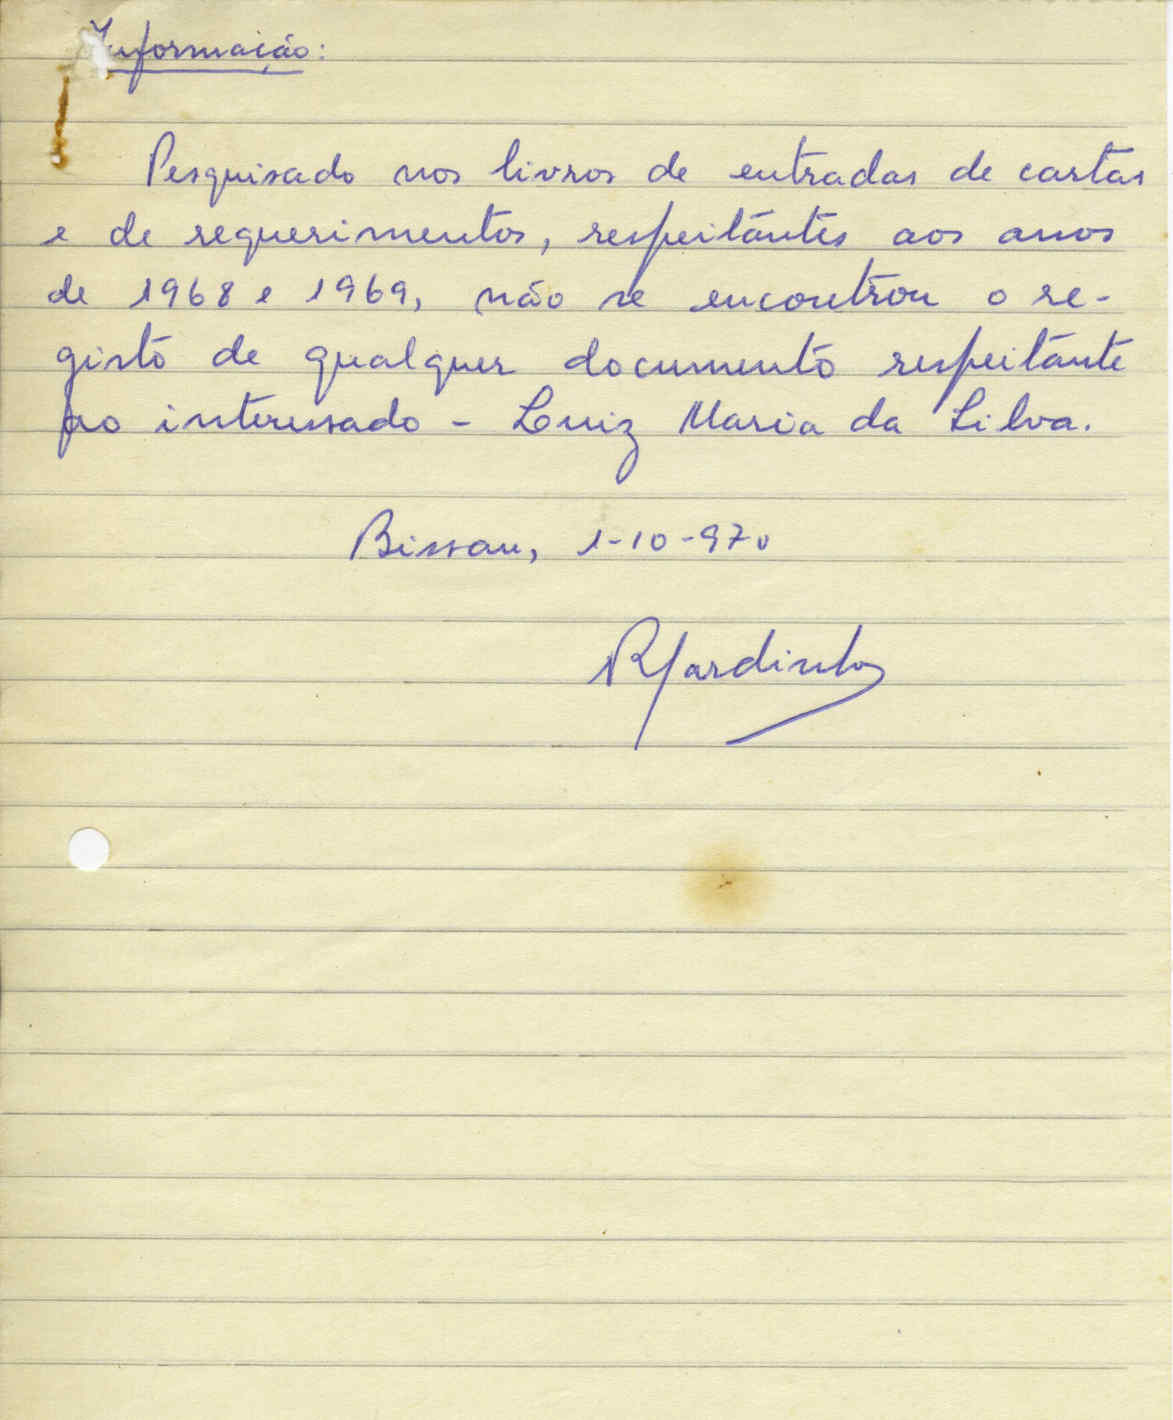 Informação:
Pesquisado nos livros de entradas de cartas
e de requerimentos, respeitantes aos anos
de 1968 e 1969, não se encontrou o re-
gisto de qualquer documento respeitante
ao interessado - Luiz Maria da Silva.
Bissau, 1-10-970